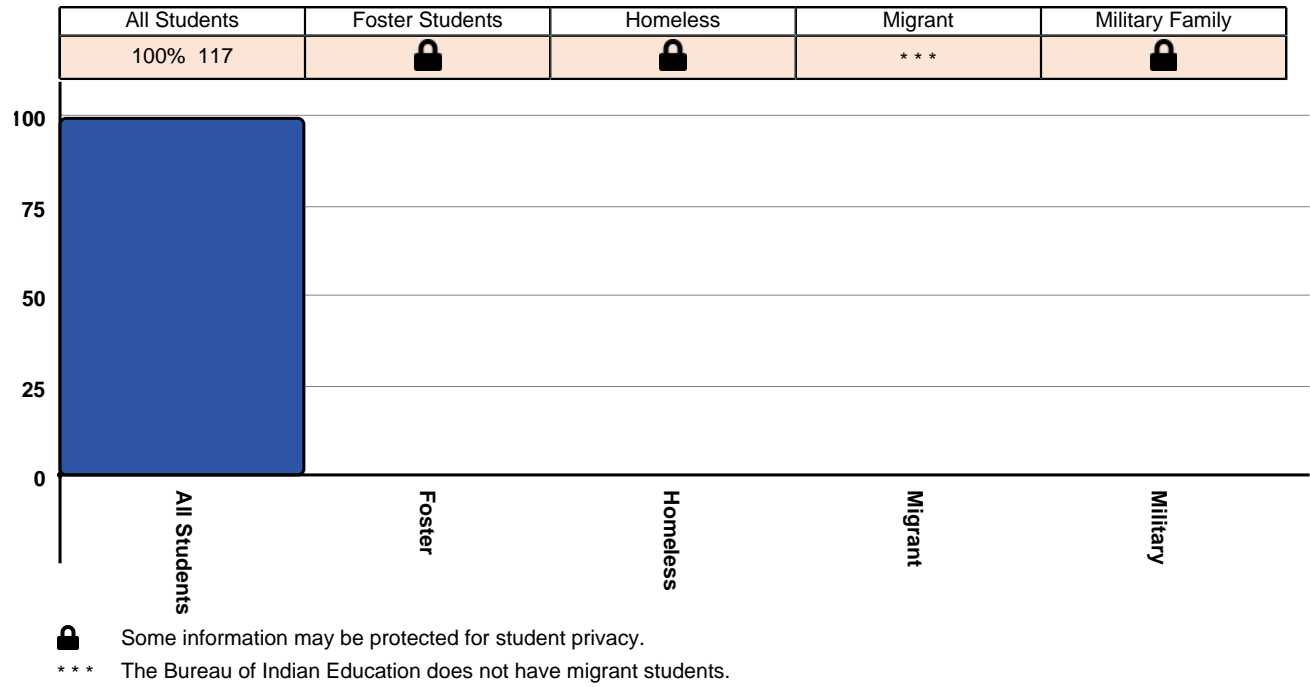 All Students Foster Students Homeless Migrant Military Family
100% 117 * * *
100
75
50
25
0
All Students
Foster
Homeless
Migrant
Military
Some information may be protected for student privacy.
* * * The Bureau of Indian Education does not have migrant students.